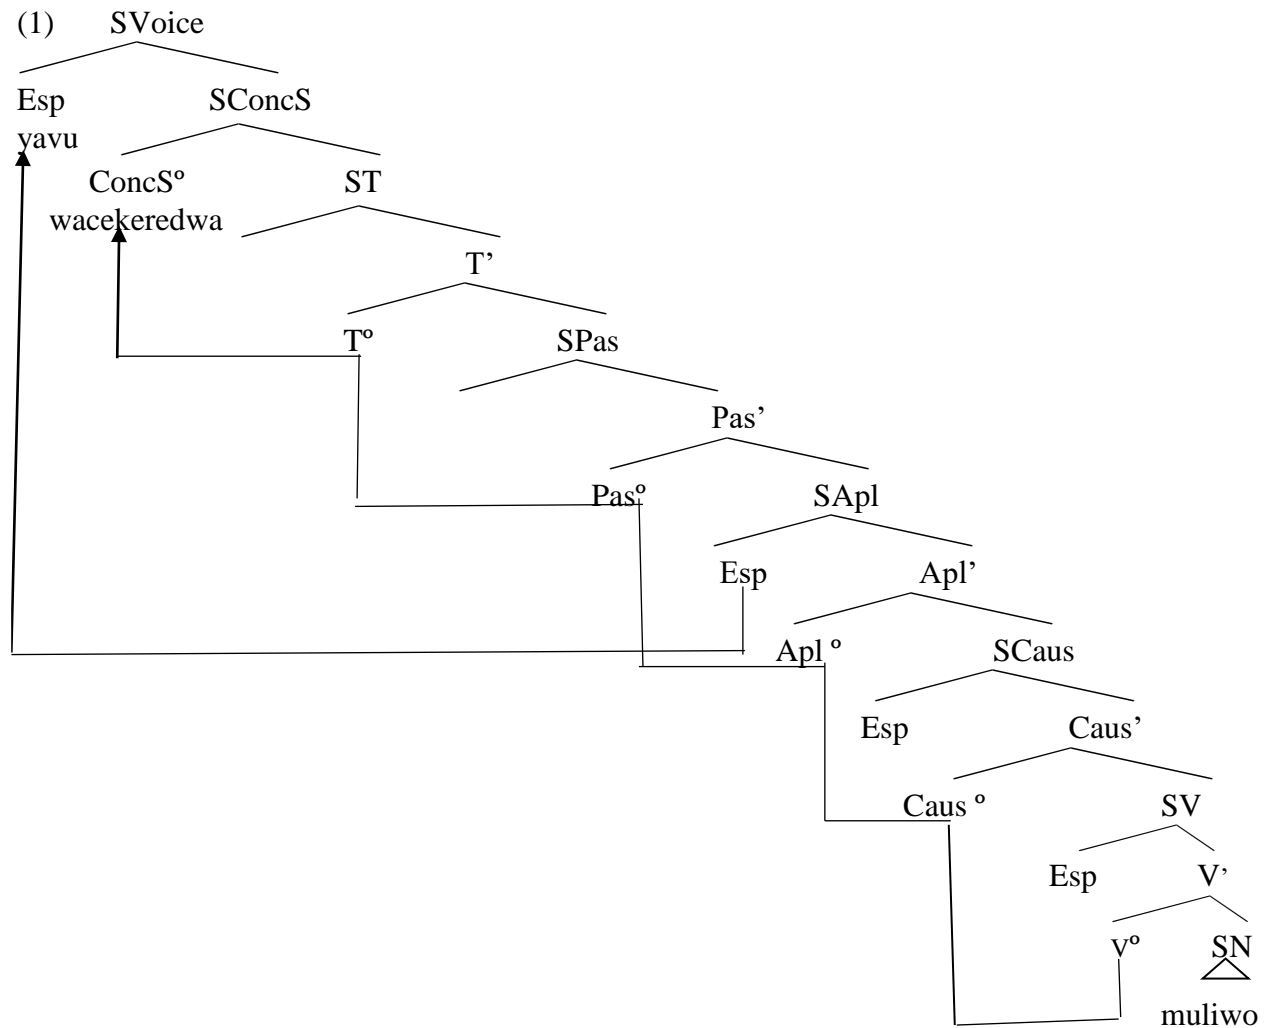 (1) SVoice
Esp SConcS
yavu
ConcSº ST
wacekeredwa
T’
Tº SPas
Pas’
Pasº SApl
Esp Apl’
Apl º SCaus
Esp Caus’
Caus º SV
Esp V’
Vº SN
muliwo